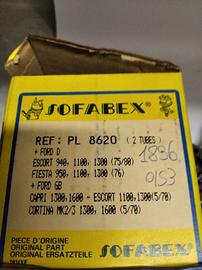 SOFABEX®
REF: PL 8620 (2 TUBES)
+ FORD D
ESCORT 940, 1100, 1300 (75/80)
FIESTA 950, 1100, 1300 (76)
+ FORD GB
CAPRI 1300,1600 - ESCORT 1100,1300(5/70)
CORTINA MK2/3 1300, 1600 (5/70)
1836
0153
PIECE D'ORIGINE
ORIGINAL PART
ORIGINAL ERSATZTEILE
SOFABEX